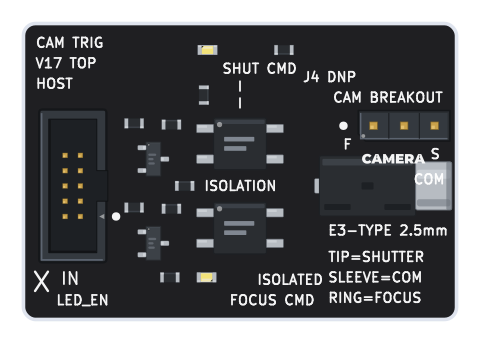 CAM TRIG
V17 TOP
HOST
SHUT CMD
J4 DNP
CAM BREAKOUT
F
S
CAMERA
COM
ISOLATION
E3-TYPE 2.5mm
TIP=SHUTTER
SLEEVE=COM
RING=FOCUS
ISOLATED
FOCUS CMD
X IN
LED_EN